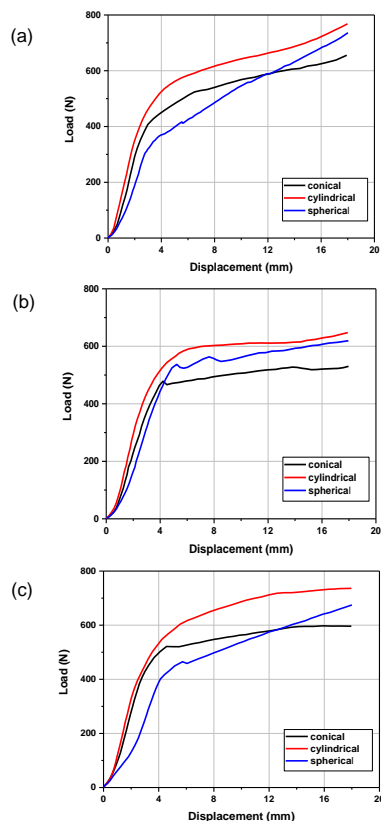 (a)
800
600
400
200
0
Load (N)
conical
cylindrical
spherical
0 4 8 12 16 20
Displacement (mm)
(b)
800
600
400
200
0
Load (N)
conical
cylindrical
spherical
0 4 8 12 16 20
Displacement (mm)
(c)
800
600
400
200
0
Load (N)
conical
cylindrical
spherical
0 4 8 12 16 20
Displacement (mm)